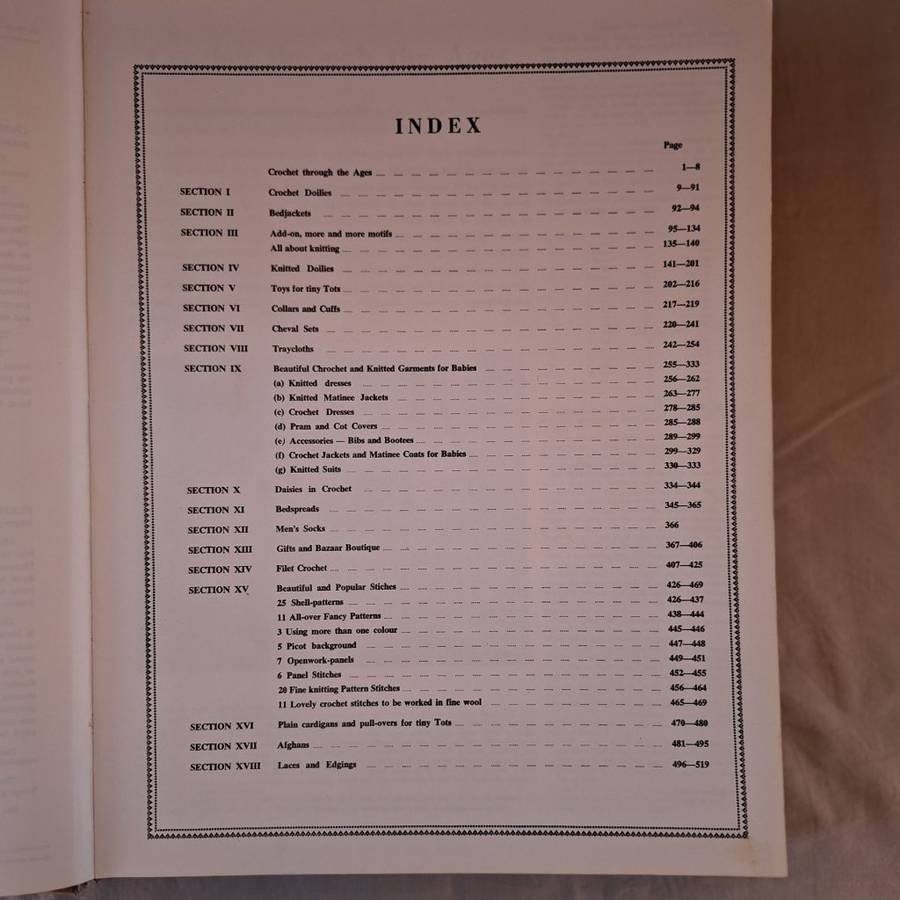 INDEX
Page
Crochet through the Ages 1—8
SECTION I Crochet Doilies 9—91
SECTION II Bedjackets 92—94
SECTION III Add-on, more and more motifs 95—134
All about knitting 135—140
SECTION IV Knitted Doilies 141—201
SECTION V Toys for tiny Tots 202—216
SECTION VI Collars and Cuffs 217—219
SECTION VII Cheval Sets 220—241
SECTION VIII Traycloths 242—254
SECTION IX Beautiful Chrochet and Knitted Garments for Babies 255—333
(a) Knitted dresses 256—262
(b) Knitted Matinee Jackets 263—277
(c) Crochet Dresses 278—285
(d) Pram and Cot Covers 285—288
(e) Accessories — Bibs and Bootees 289—299
(f) Crochet Jackets and Matinee Coats for Babies 299—329
(g) Knitted Suits 330—333
SECTION X Daisies in Crochet 334—344
SECTION XI Bedspreads 345—365
SECTION XII Men's Socks 366
SECTION XIII Gifts and Bazaar Boutique 367—406
SECTION XIV Filet Crochet 407—425
SECTION XV Beautiful and Popular Stiches 426—469
25 Shell-patterns 426—437
11 All-over Fancy Patterns 438—444
3 Using more than one colour 445—446
5 Picot background 447—448
7 Openwork-panels 449—451
6 Panel Stitches 452—455
20 Fine knitting Pattern Stitches 456—464
11 Lovely crochet stitches to be worked in fine wool 465—469
SECTION XVI Plain cardigans and pull-overs for tiny Tots 470—480
SECTION XVII Afghans 481—495
SECTION XVIII Laces and Edgings 496—519